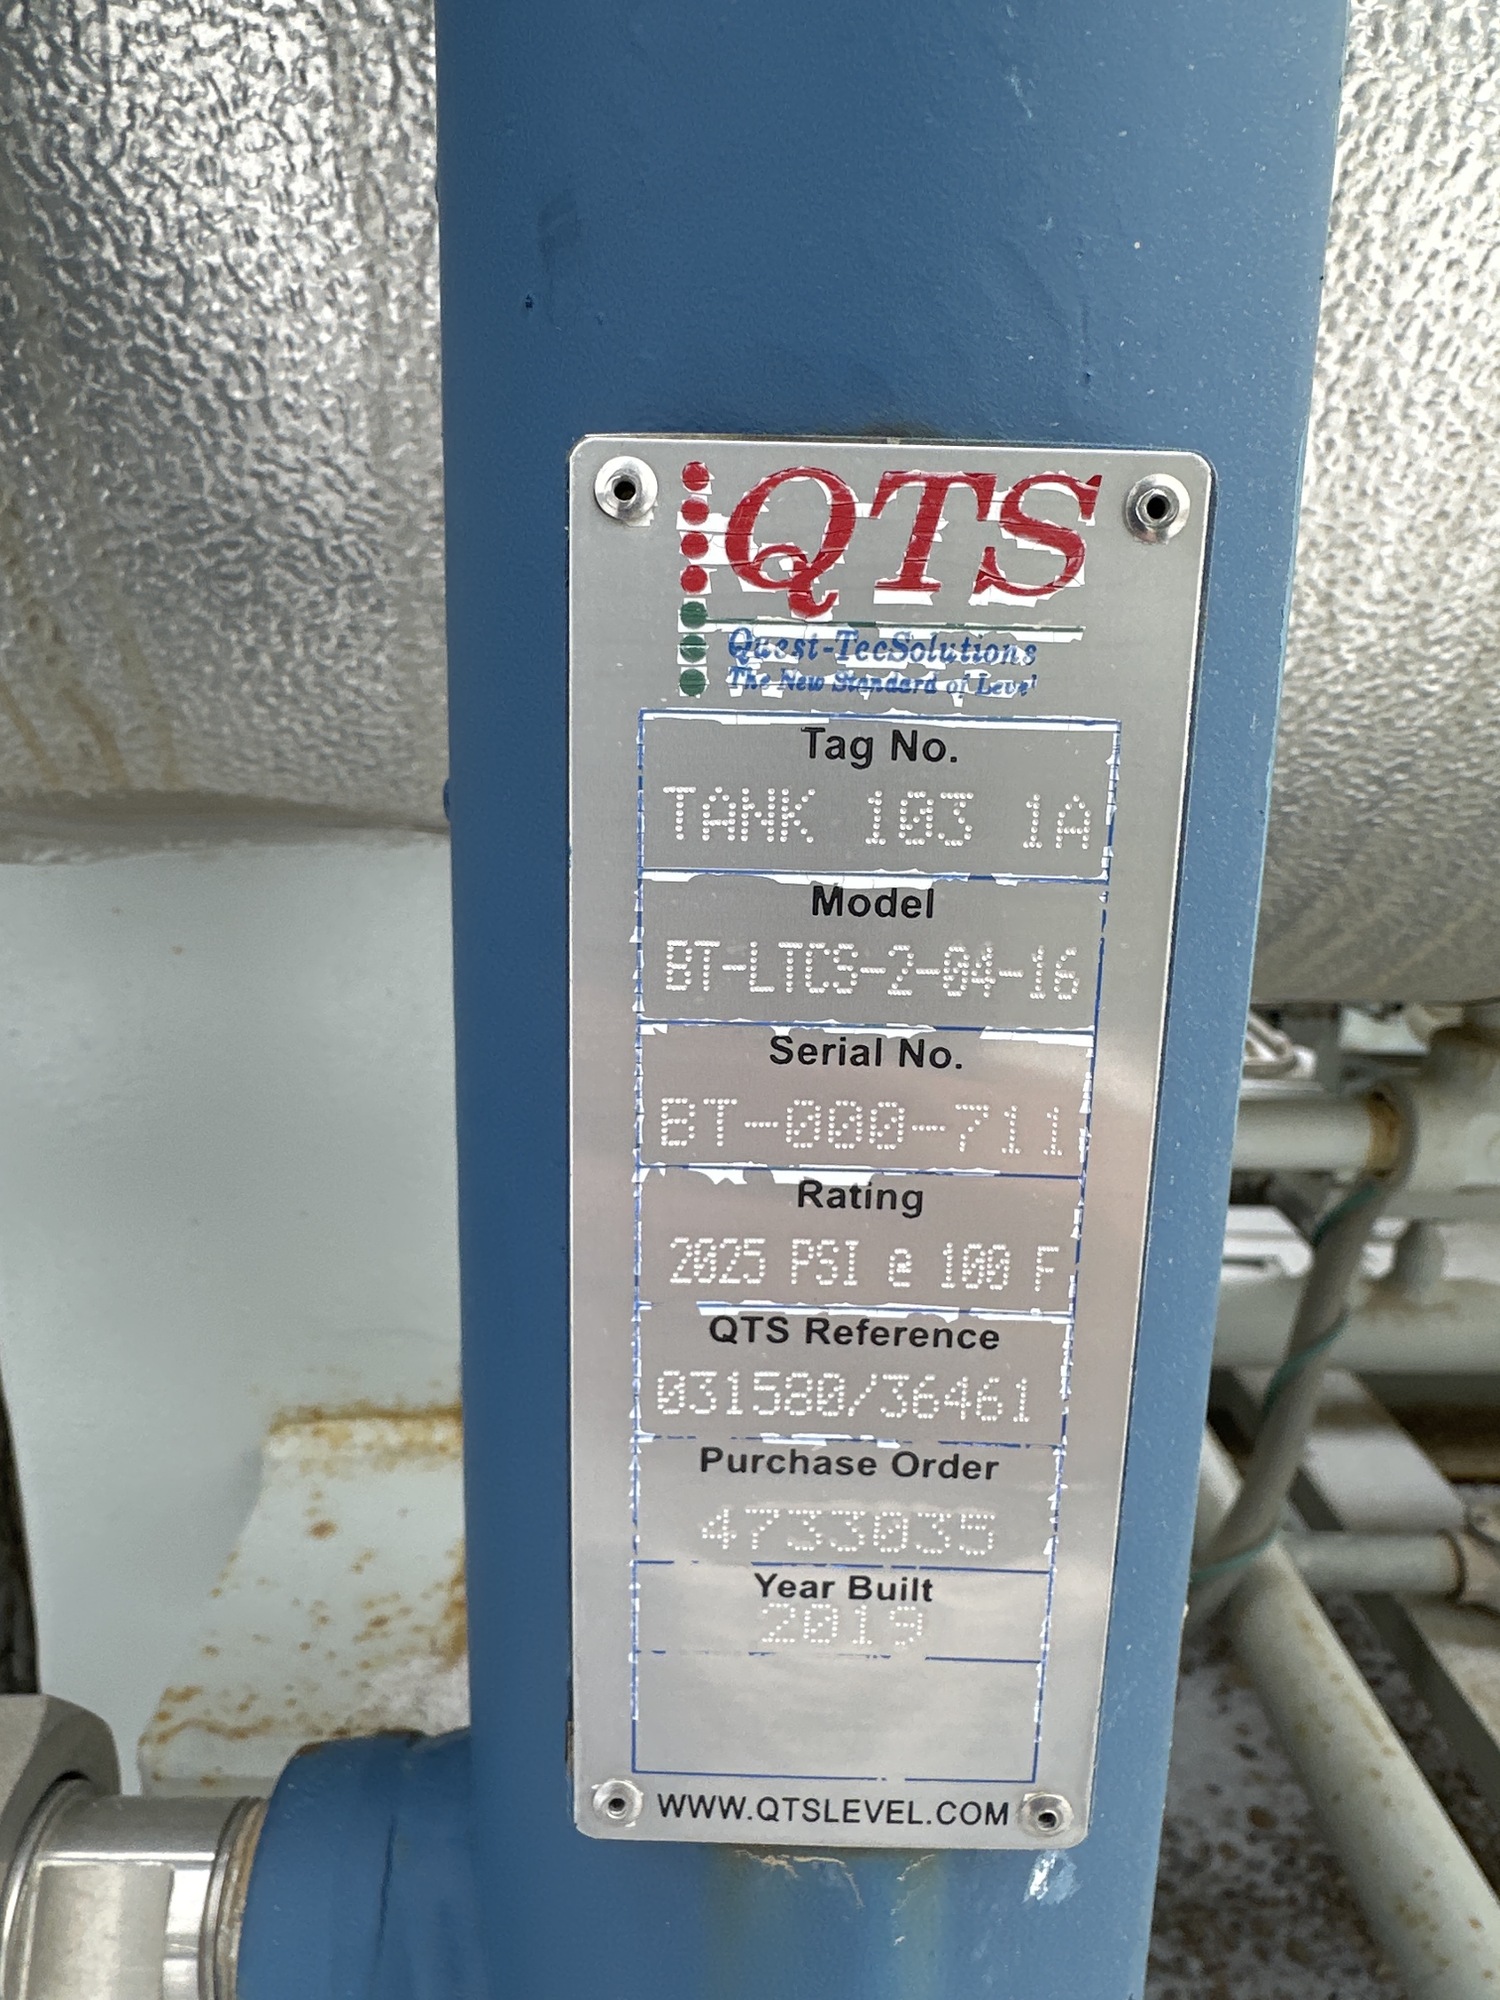 QTS
Quest-TecSolutions
The New Standard of Level
Tag No.
TANK 103 1A
Model
BT-LTCS-2-04-16
Serial No.
BT-000-711
Rating
2025 PSI @ 100 F
QTS Reference
031580/36461
Purchase Order
4733035
Year Built
2019
WWW.QTSLEVEL.COM